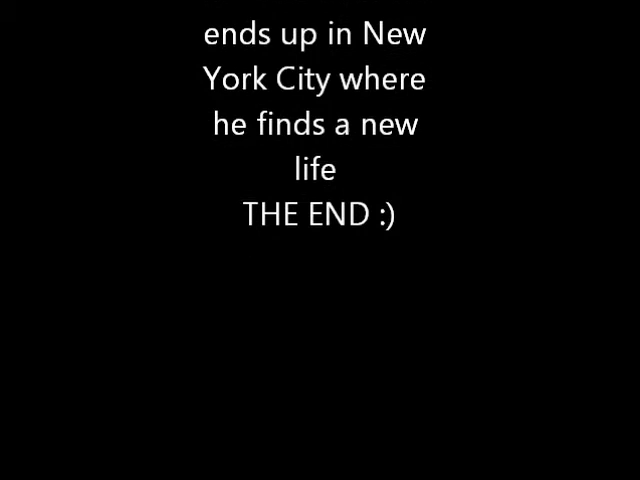 ends up in New
York City where
he finds a new
life
THE END :)